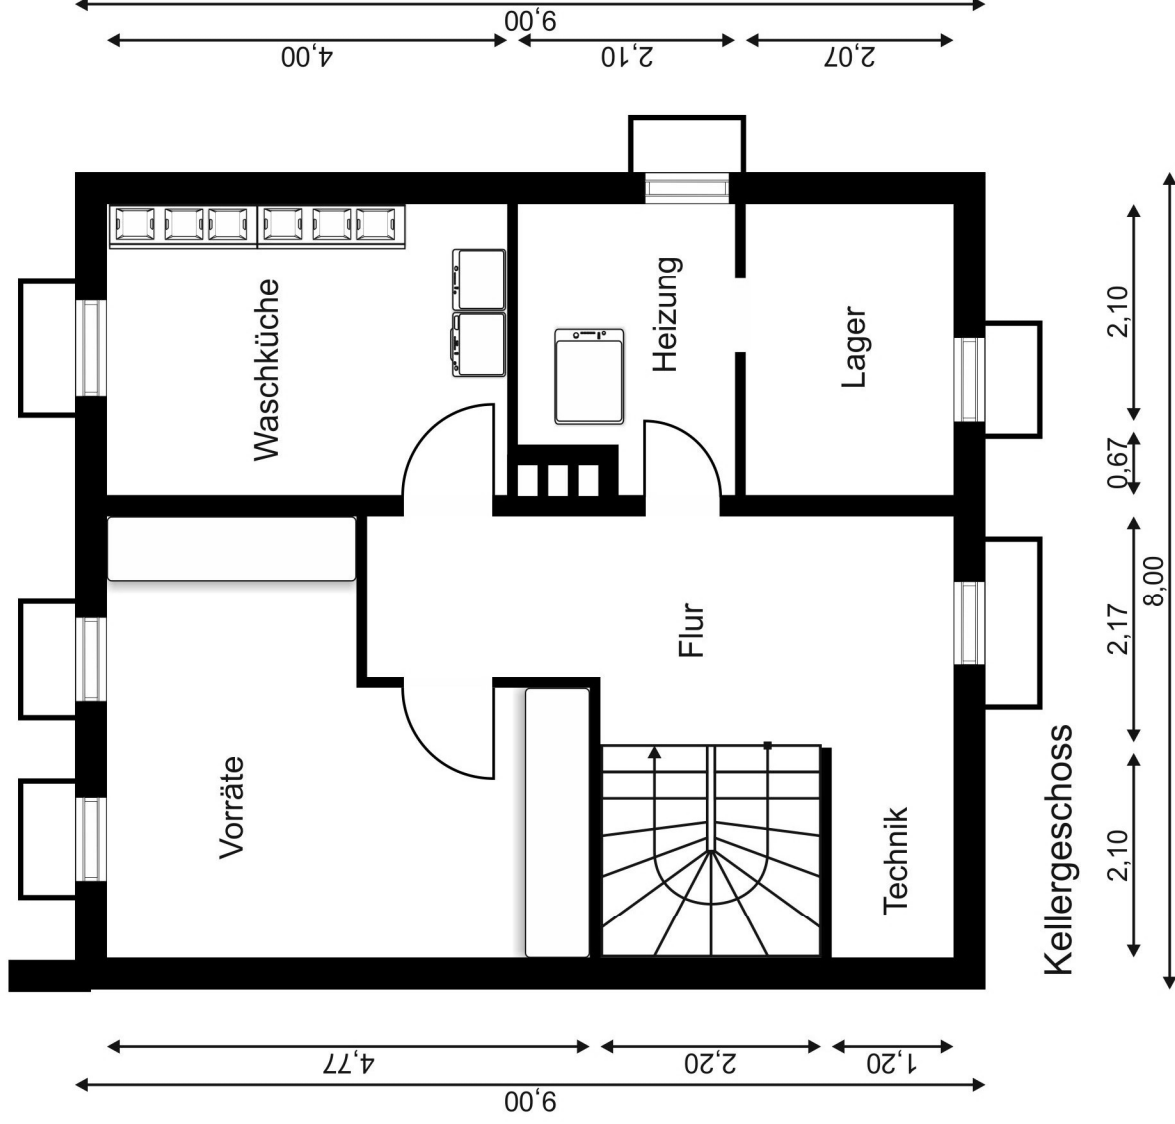 9,00
4,00
2,10
2,07
Waschküche
Heizung
Lager
2,10
0,67
Flur
2,17
8,00
Vorräte
Technik
2,10
Kellergeschoss
4,77
2,20
1,20
9,00